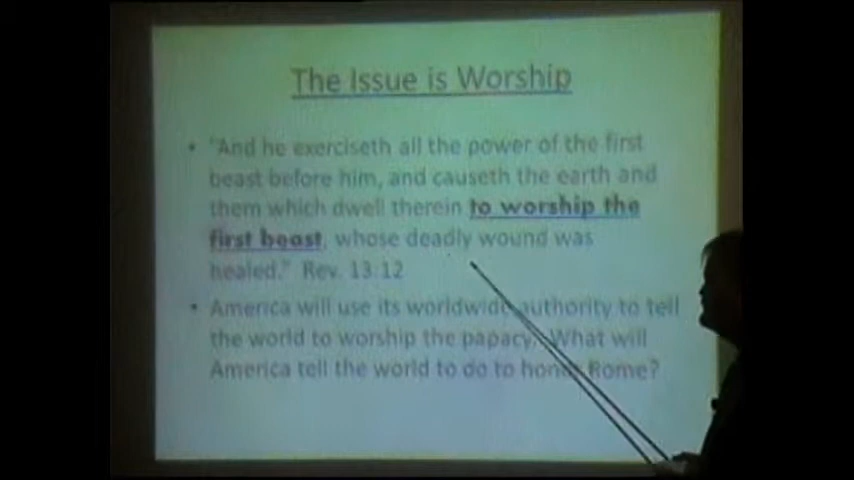 The Issue is Worship
• "And he exerciseth all the power of the first
beast before him, and causeth the earth and
them which dwell therein to worship the
first beast, whose deadly wound was
healed." Rev. 13:12
• America will use its worldwide authority to tell
the world to worship the papacy. What will
America tell the world to do to honor Rome?